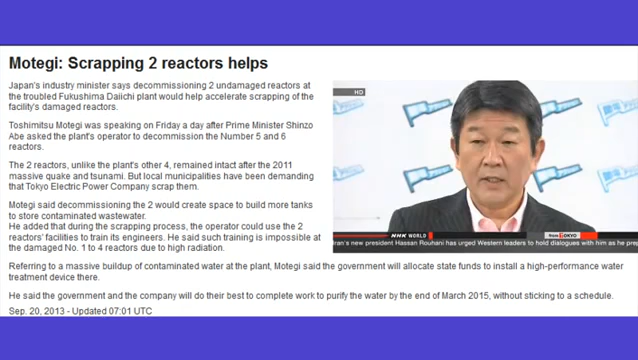 Motegi: Scrapping 2 reactors helps
Japan's industry minister says decommissioning 2 undamaged reactors at
the troubled Fukushima Daiichi plant would help accelerate scrapping of the
facility's damaged reactors.
Toshimitsu Motegi was speaking on Friday a day after Prime Minister Shinzo
Abe asked the plant's operator to decommission the Number 5 and 6
reactors.
The 2 reactors, unlike the plant's other 4, remained intact after the 2011
massive quake and tsunami. But local municipalities have been demanding
that Tokyo Electric Power Company scrap them.
Motegi said decommissioning the 2 would create space to build more tanks
to store contaminated wastewater.
He added that during the scrapping process, the operator could use the 2
reactors' facilities to train its engineers. He said such training is impossible at
the damaged No. 1 to 4 reactors due to high radiation.
HD
NHK WORLD
from TOKYO
Iran's new president Hassan Rouhani has urged Western leaders to hold dialogues with him as he prep
Referring to a massive buildup of contaminated water at the plant, Motegi said the government will allocate state funds to install a high-performance water
treatment device there.
He said the government and the company will do their best to complete work to purify the water by the end of March 2015, without sticking to a schedule.
Sep. 20, 2013 - Updated 07:01 UTC